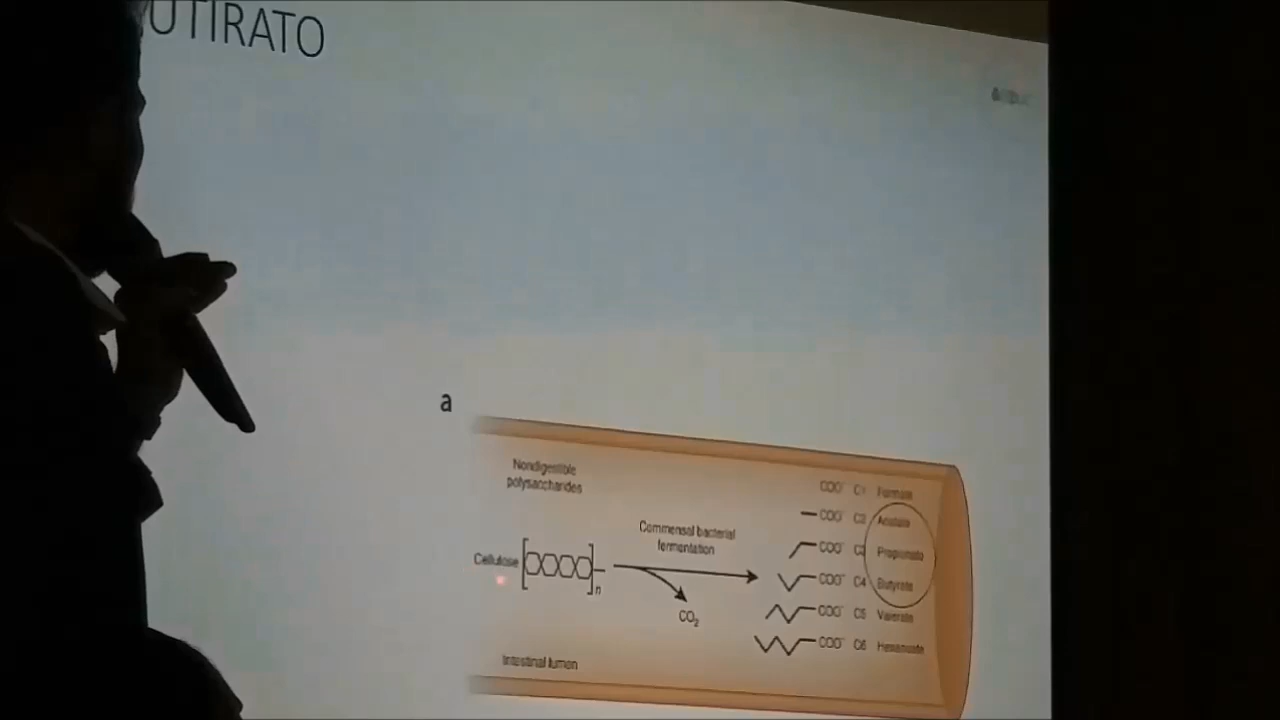 UTIRATO
a
Nondigestible
polysaccharides
COO⁻ C1 Formate
COO⁻ C2 Acetate
Commensal bacterial
fermentation
COO⁻ C3 Propionate
Cellulose
n
COO⁻ C4 Butyrate
CO₂
COO⁻ C5 Valerate
COO⁻ C6 Hexanoate
Intestinal lumen